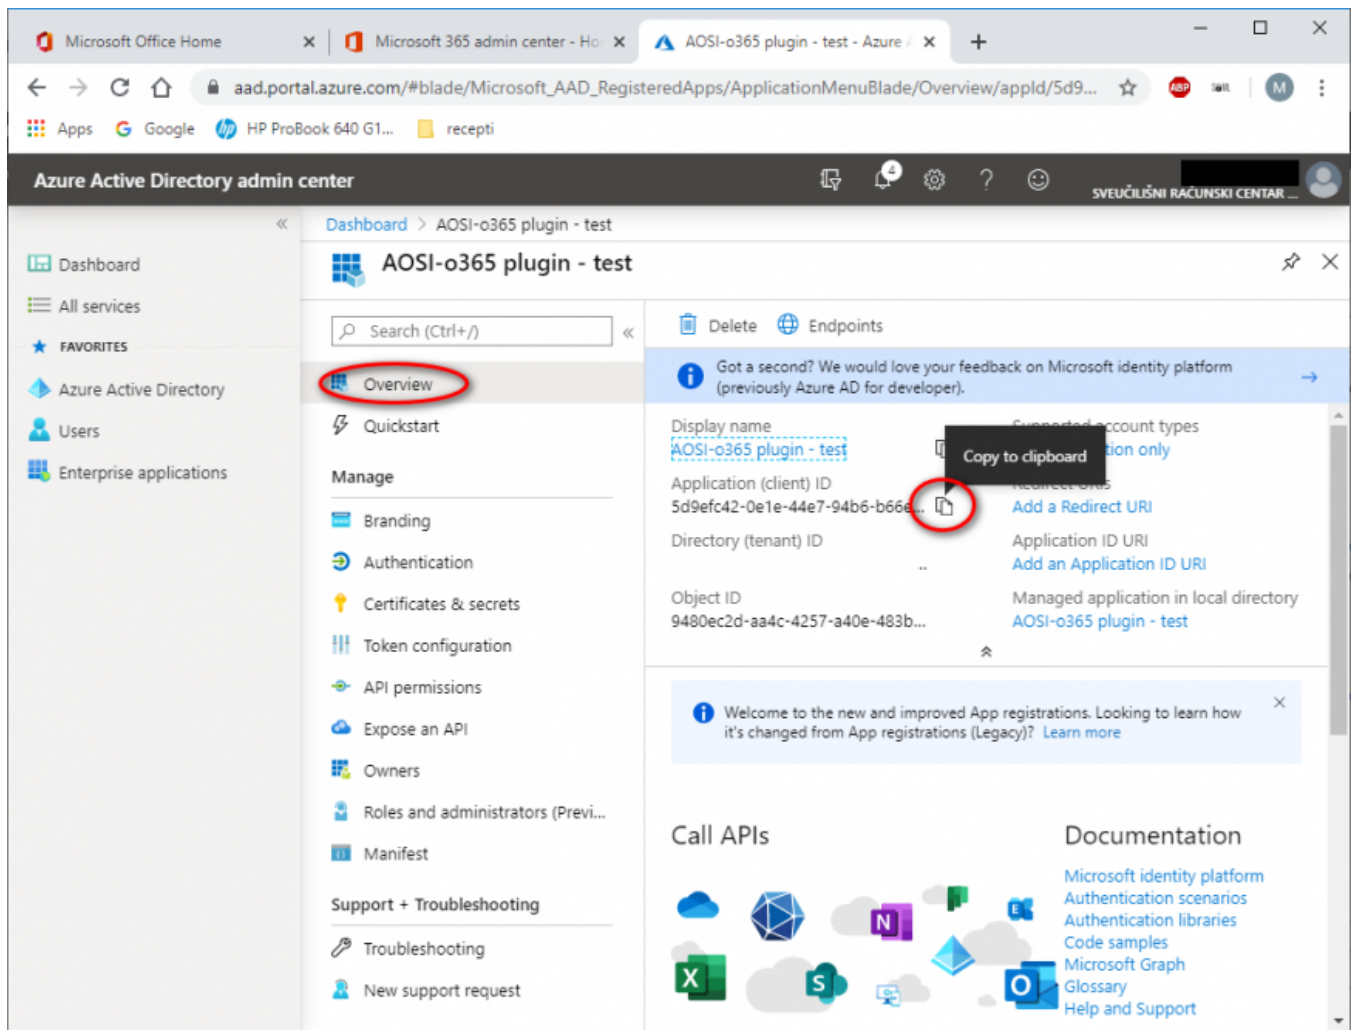 Microsoft Office Home
Microsoft 365 admin center - Ho
AOSI-o365 plugin - test - Azure
aad.portal.azure.com/#blade/Microsoft_AAD_RegisteredApps/ApplicationMenuBlade/Overview/appId/5d9...
ABP
M
Apps
Google
hp
HP ProBook 640 G1...
recepti
Azure Active Directory admin center
4
SVEUČILIŠNI RAČUNSKI CENTAR ...
Dashboard > AOSI-o365 plugin - test
Dashboard
All services
FAVORITES
Azure Active Directory
Users
Enterprise applications
AOSI-o365 plugin - test
Search (Ctrl+/)
Overview
Quickstart
Manage
Branding
Authentication
Certificates & secrets
Token configuration
API permissions
Expose an API
Owners
Roles and administrators (Previ...
Manifest
Support + Troubleshooting
Troubleshooting
New support request
Delete
Endpoints
Got a second? We would love your feedback on Microsoft identity platform
(previously Azure AD for developer).
Display name
AOSI-o365 plugin - test
Application (client) ID
5d9efc42-0e1e-44e7-94b6-b66e...
Directory (tenant) ID
..
Object ID
9480ec2d-aa4c-4257-a40e-483b...
Copy to clipboard
Supported account types
tion only
Redirect URIs
Add a Redirect URI
Application ID URI
Add an Application ID URI
Managed application in local directory
AOSI-o365 plugin - test
Welcome to the new and improved App registrations. Looking to learn how
it's changed from App registrations (Legacy)? Learn more
Call APIs
N
E
X
S
O
Documentation
Microsoft identity platform
Authentication scenarios
Authentication libraries
Code samples
Microsoft Graph
Glossary
Help and Support